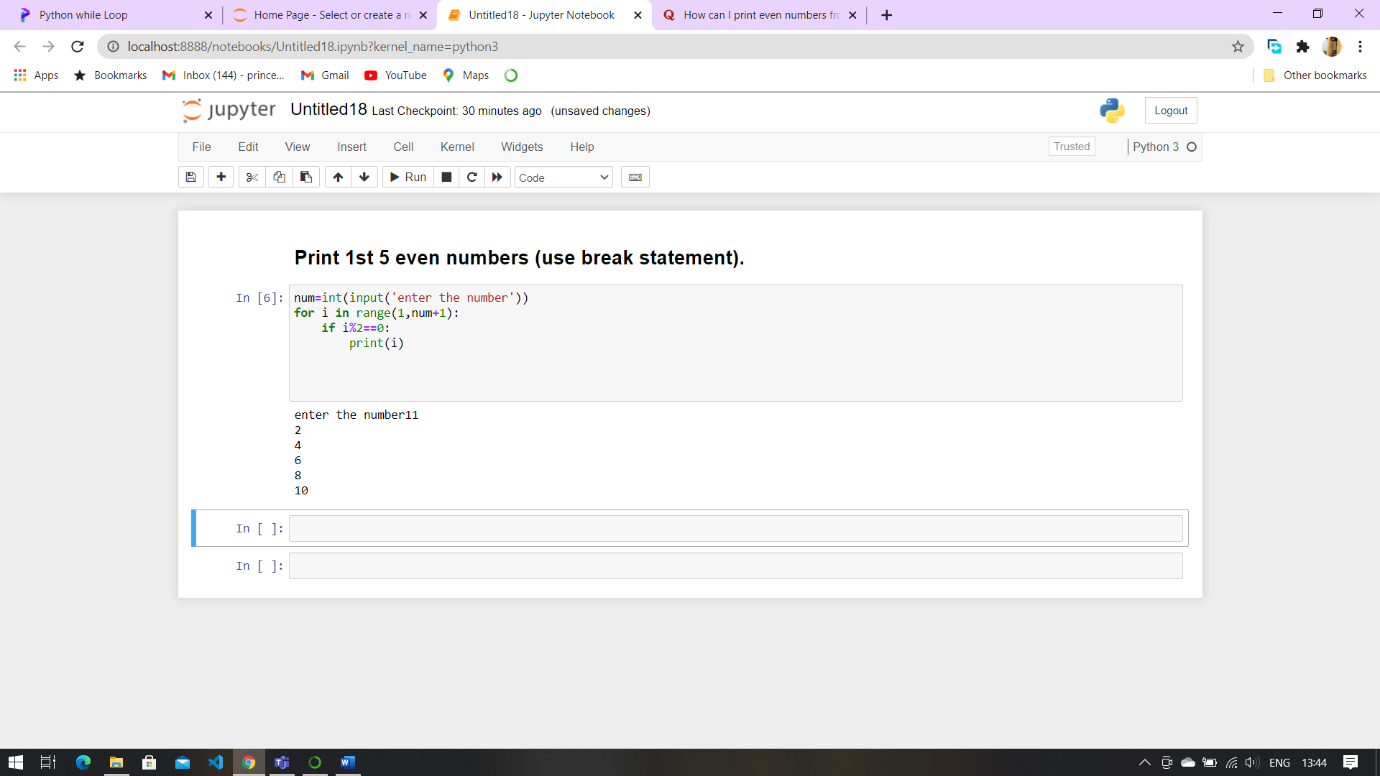 Python while Loop
Home Page - Select or create a n
Untitled18 - Jupyter Notebook
How can I print even numbers fro
localhost:8888/notebooks/Untitled18.ipynb?kernel_name=python3
Apps
Bookmarks
Inbox (144) - prince...
Gmail
YouTube
Maps
Other bookmarks
jupyter
Untitled18 Last Checkpoint: 30 minutes ago (unsaved changes)
Logout
File Edit View Insert Cell Kernel Widgets Help
Trusted
Python 3
Run
Code
Print 1st 5 even numbers (use break statement).
In [6]:
num=int(input('enter the number'))
for i in range(1,num+1):
    if i%2==0:
        print(i)
enter the number11
2
4
6
8
10
In [ ]:
In [ ]:
ENG 13:44